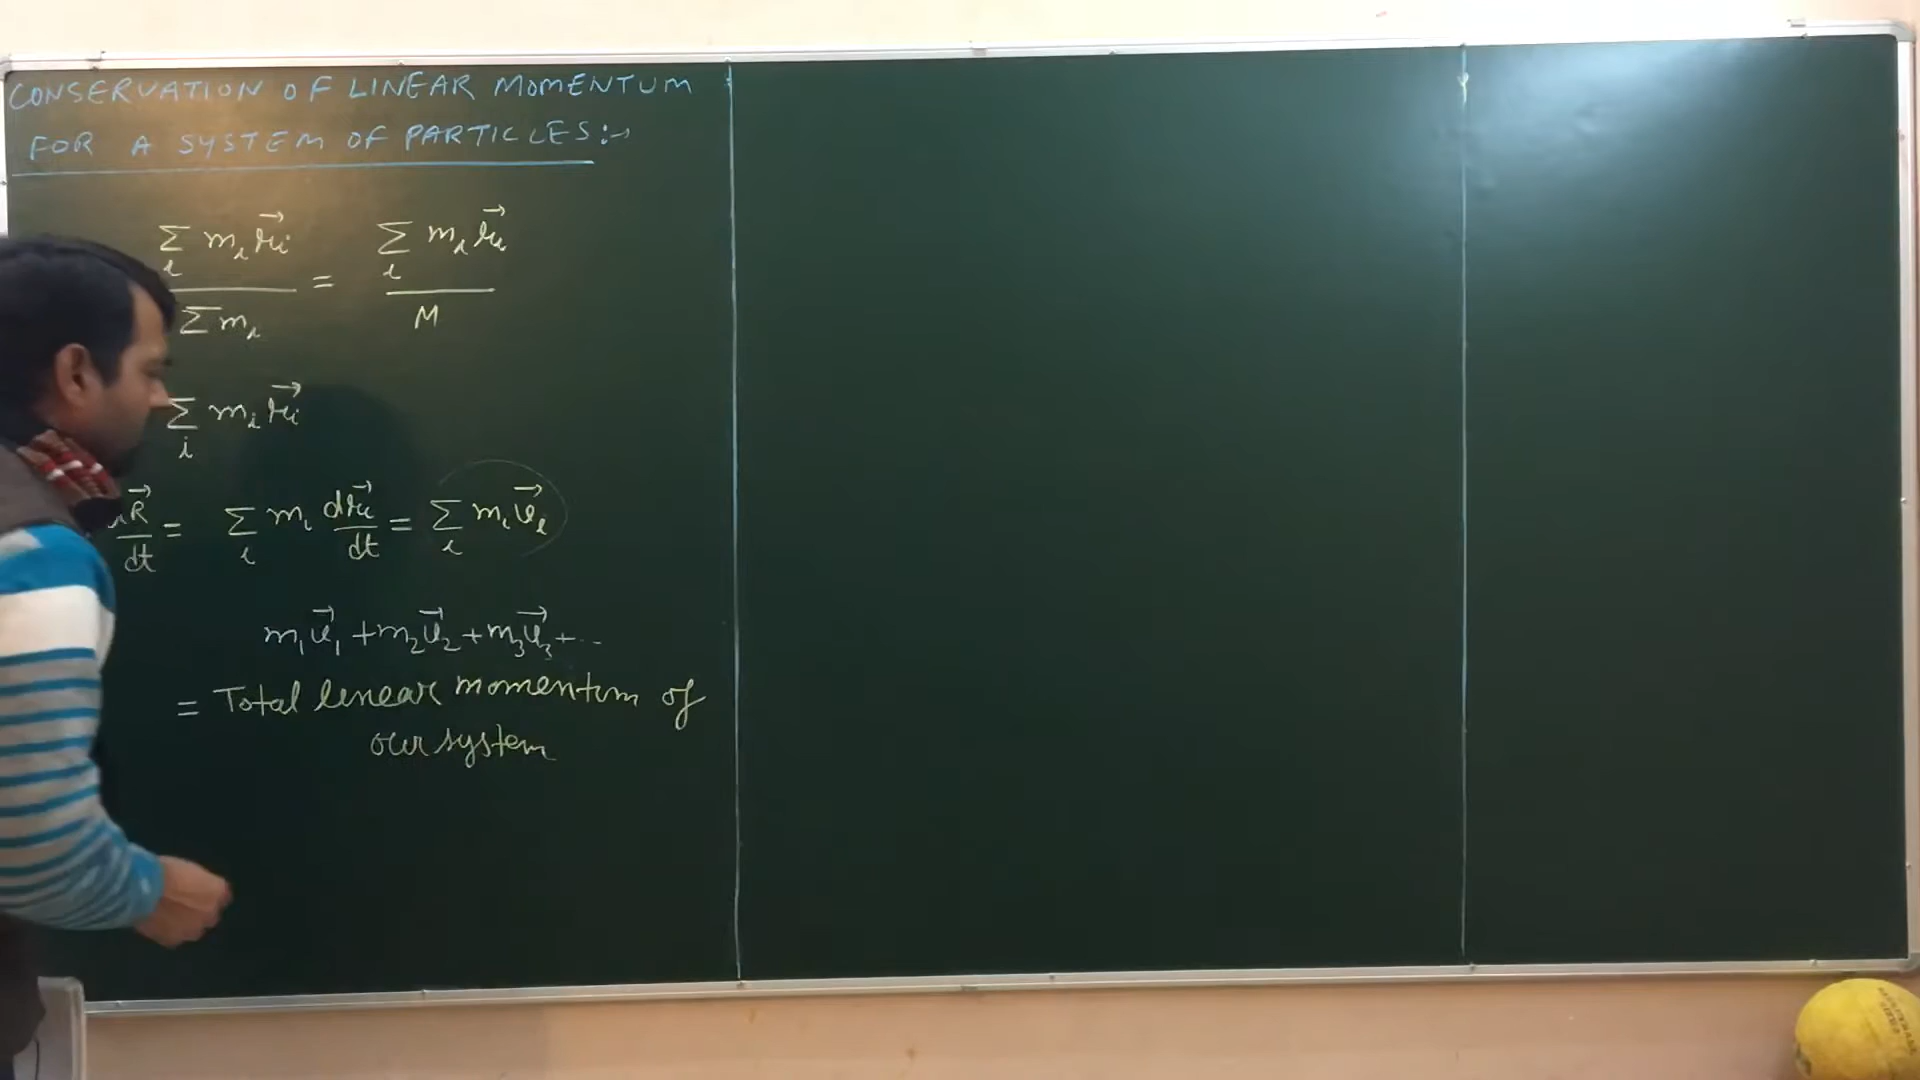 CONSERVATION OF LINEAR MOMENTUM
FOR A SYSTEM OF PARTICLES:→
∑ᵢ mᵢ r⃗ᵢ / ∑mᵢ = ∑ᵢ mᵢ r⃗ᵢ / M
∑ᵢ mᵢ r⃗ᵢ
dR⃗/dt = ∑ᵢ mᵢ dr⃗ᵢ/dt = ∑ᵢ mᵢ v⃗ᵢ
m₁v⃗₁ + m₂v⃗₂ + m₃v⃗₃ + ...
= Total linear momentum of
our system